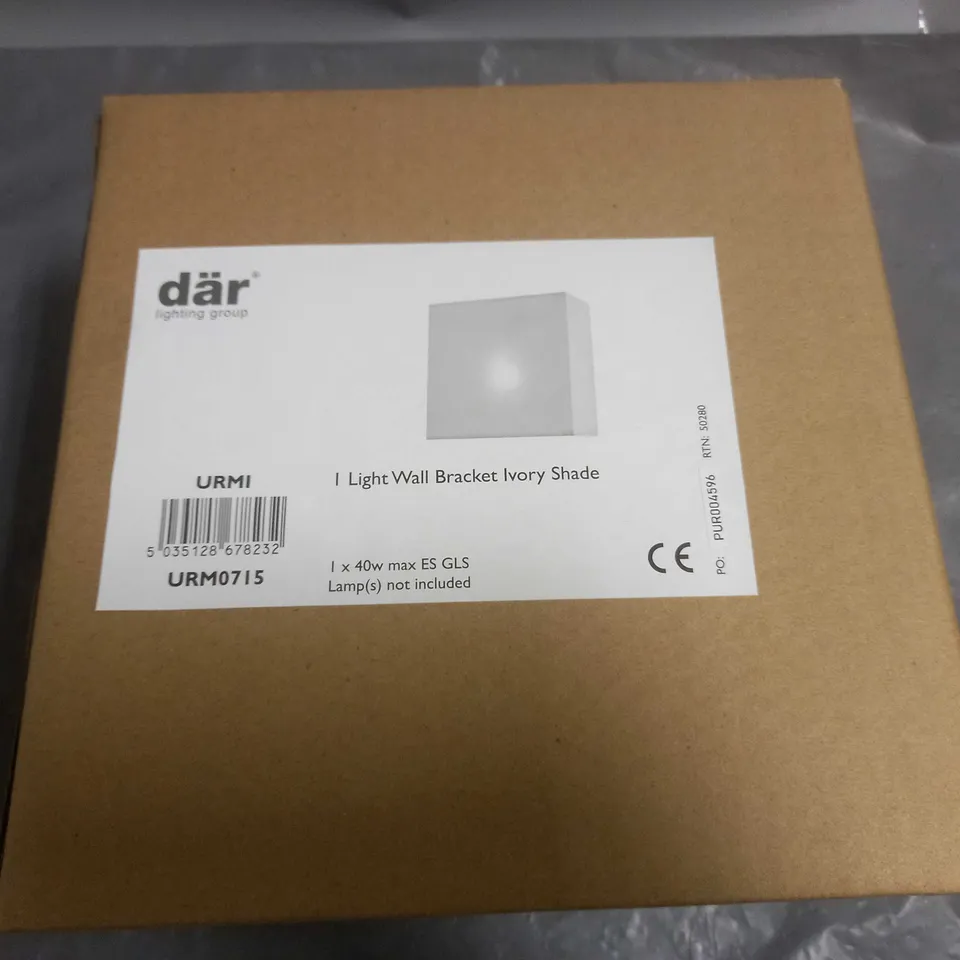 där®
lighting group
URMI
5 035128 678232
URM0715
1 Light Wall Bracket Ivory Shade
1 x 40w max ES GLS
Lamp(s) not included
CE
PO: PUR004596 RTN: 50280